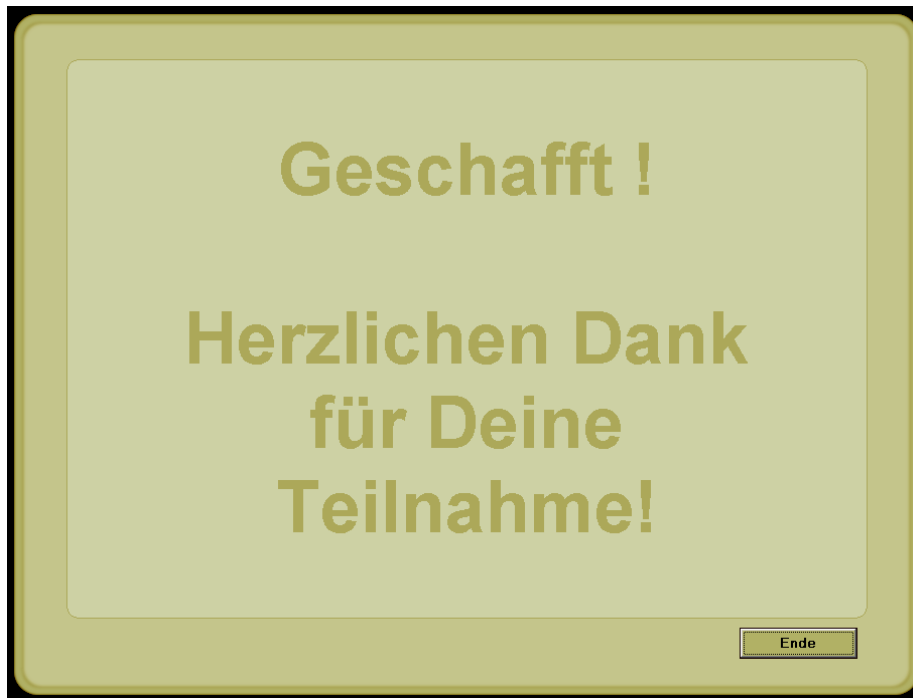 Geschafft !
Herzlichen Dank
für Deine
Teilnahme!
Ende